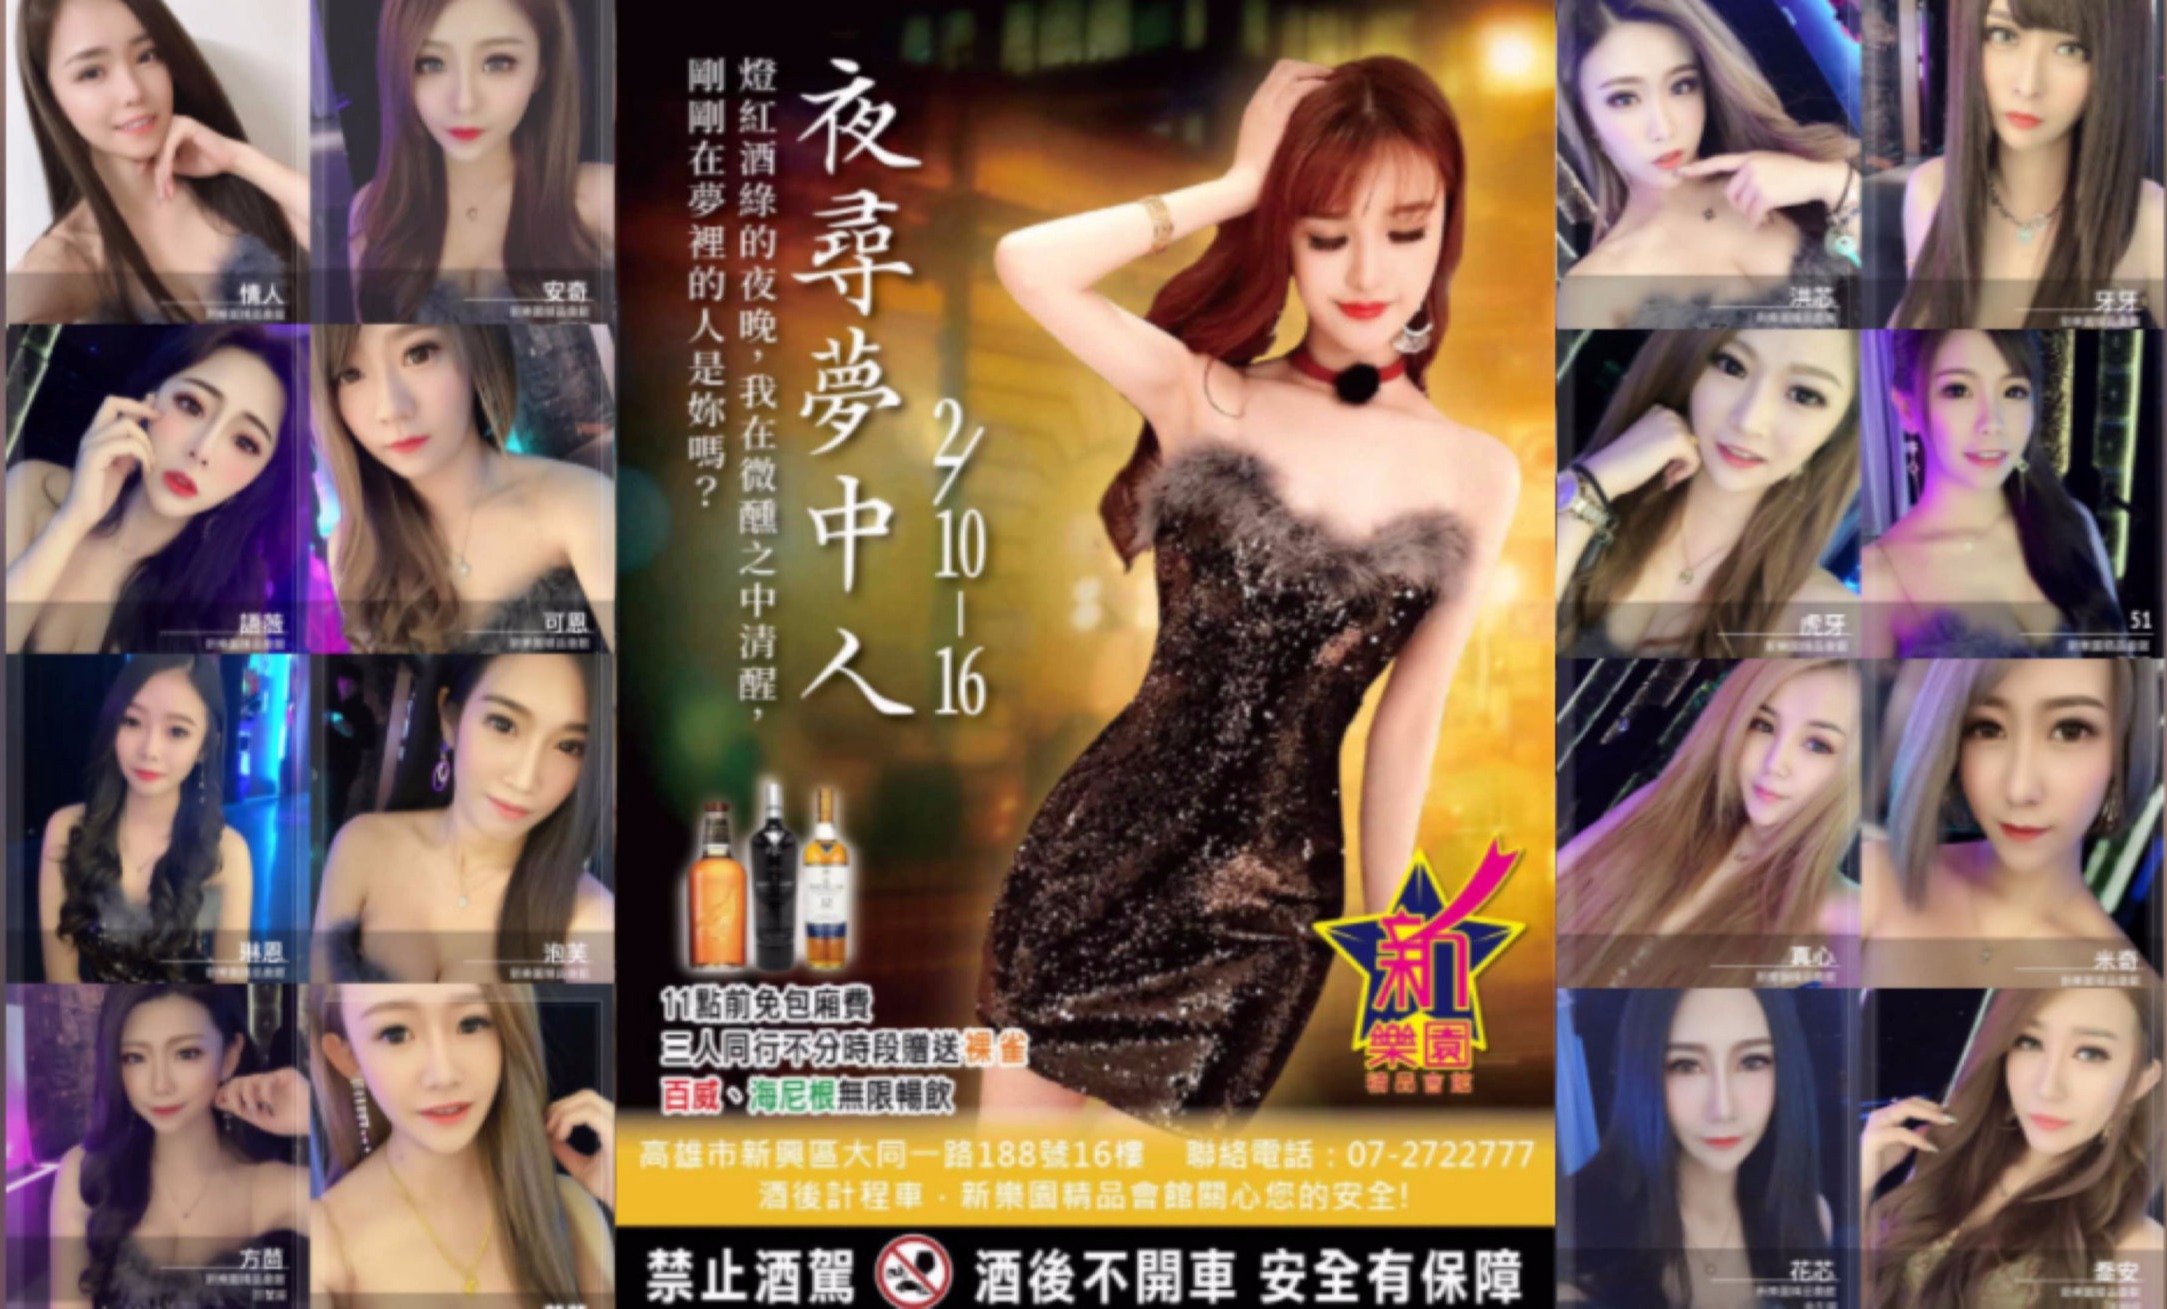 情人
安奇
語薇
可恩
琳恩
泡芙
方茴
夜尋夢中人
燈紅酒綠的夜晚,我在微醺之中清醒,
剛剛在夢裡的人是妳嗎?
2/10-16
11點前免包廂費
三人同行不分時段贈送裸雀
百威、海尼根無限暢飲
新
樂園
精品會館
高雄市新興區大同一路188號16樓 聯絡電話:07-2722777
酒後計程車.新樂園精品會館關心您的安全!
禁止酒駕 酒後不開車 安全有保障
洪芯
牙牙
虎牙
51
真心
米奇
花芯
喬安